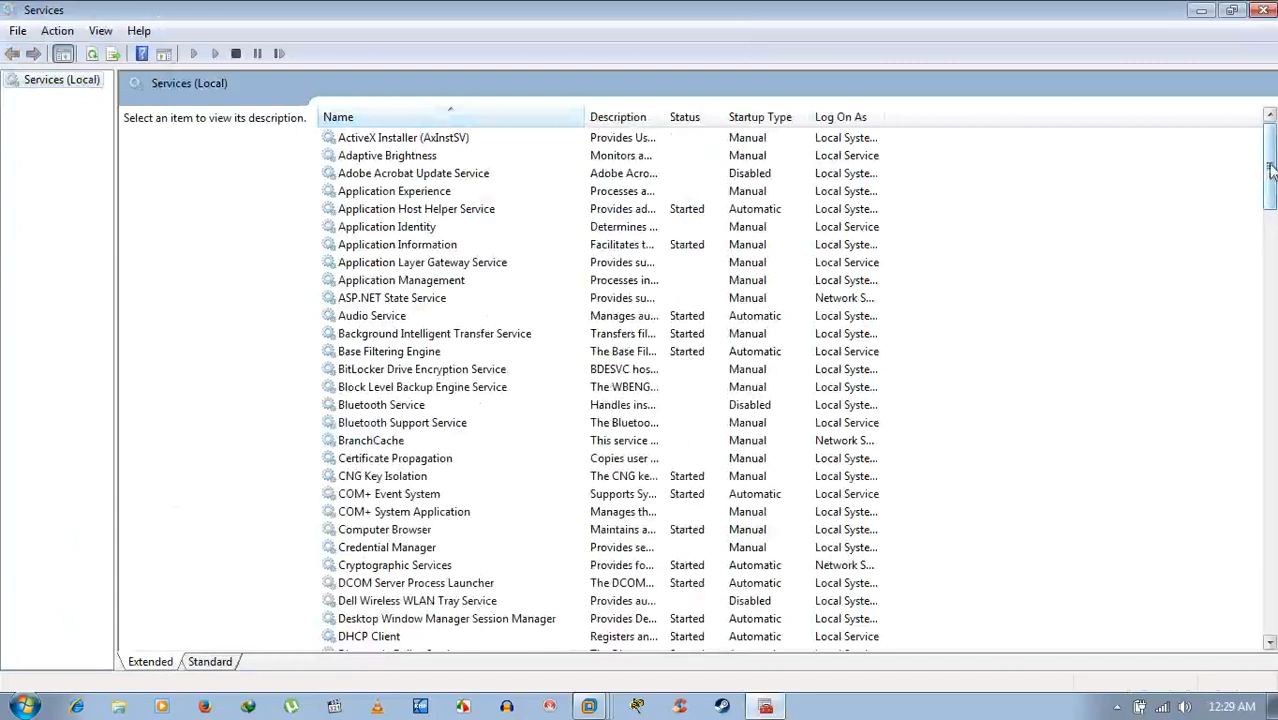 Services
File Action View Help
Services (Local)
Services (Local)
Select an item to view its description.
Name Description Status Startup Type Log On As
ActiveX Installer (AxInstSV) Provides Us... Manual Local Syste...
Adaptive Brightness Monitors a... Manual Local Service
Adobe Acrobat Update Service Adobe Acro... Disabled Local Syste...
Application Experience Processes a... Manual Local Syste...
Application Host Helper Service Provides ad... Started Automatic Local Syste...
Application Identity Determines ... Manual Local Service
Application Information Facilitates t... Started Manual Local Syste...
Application Layer Gateway Service Provides su... Manual Local Service
Application Management Processes in... Manual Local Syste...
ASP.NET State Service Provides su... Manual Network S...
Audio Service Manages au... Started Automatic Local Syste...
Background Intelligent Transfer Service Transfers fil... Started Manual Local Syste...
Base Filtering Engine The Base Fil... Started Automatic Local Service
BitLocker Drive Encryption Service BDESVC hos... Manual Local Syste...
Block Level Backup Engine Service The WBENG... Manual Local Syste...
Bluetooth Service Handles ins... Disabled Local Syste...
Bluetooth Support Service The Bluetoo... Manual Local Service
BranchCache This service ... Manual Network S...
Certificate Propagation Copies user ... Manual Local Syste...
CNG Key Isolation The CNG ke... Started Manual Local Syste...
COM+ Event System Supports Sy... Started Automatic Local Service
COM+ System Application Manages th... Manual Local Syste...
Computer Browser Maintains a... Started Manual Local Syste...
Credential Manager Provides se... Manual Local Syste...
Cryptographic Services Provides fo... Started Automatic Network S...
DCOM Server Process Launcher The DCOM... Started Automatic Local Syste...
Dell Wireless WLAN Tray Service Provides au... Disabled Local Syste...
Desktop Window Manager Session Manager Provides De... Started Automatic Local Syste...
DHCP Client Registers an... Started Automatic Local Service
Extended Standard
12:29 AM